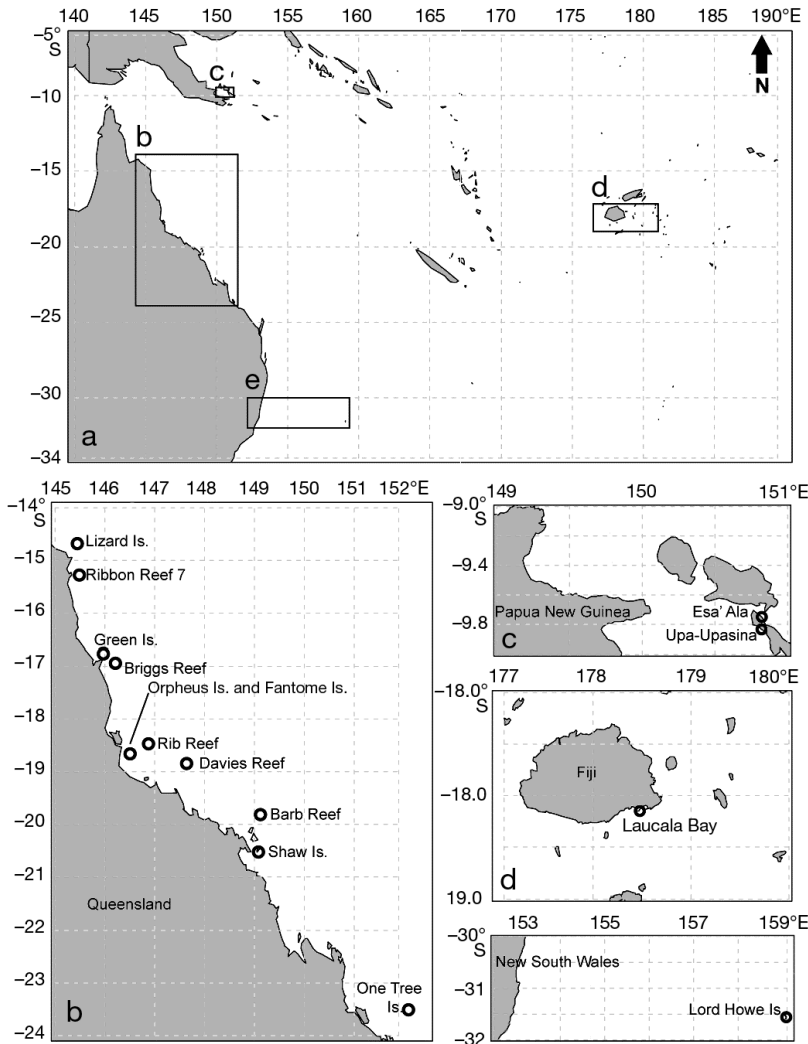 140 145 150 155 160 165 170 175 180 185 190°E
–5°
S
–10
–15
–20
–25
–30
–34
c
b
d
e
a
N
145 146 147 148 149 150 151 152°E
–14°
S
–15
–16
–17
–18
–19
–20
–21
–22
–23
–24
Lizard Is.
Ribbon Reef 7
Green Is.
Briggs Reef
Orpheus Is. and Fantome Is.
Rib Reef
Davies Reef
Barb Reef
Shaw Is.
Queensland
One Tree
Is.
b
149 150 151°E
–9.0°
S
–9.4
–9.8
Papua New Guinea
Esa’ Ala
Upa-Upasina
c
177 178 179 180°E
–18.0°
S
–18.0
19.0
Fiji
Laucala Bay
d
153 155 157 159°E
–30°
S
–31
–32
New South Wales
Lord Howe Is.